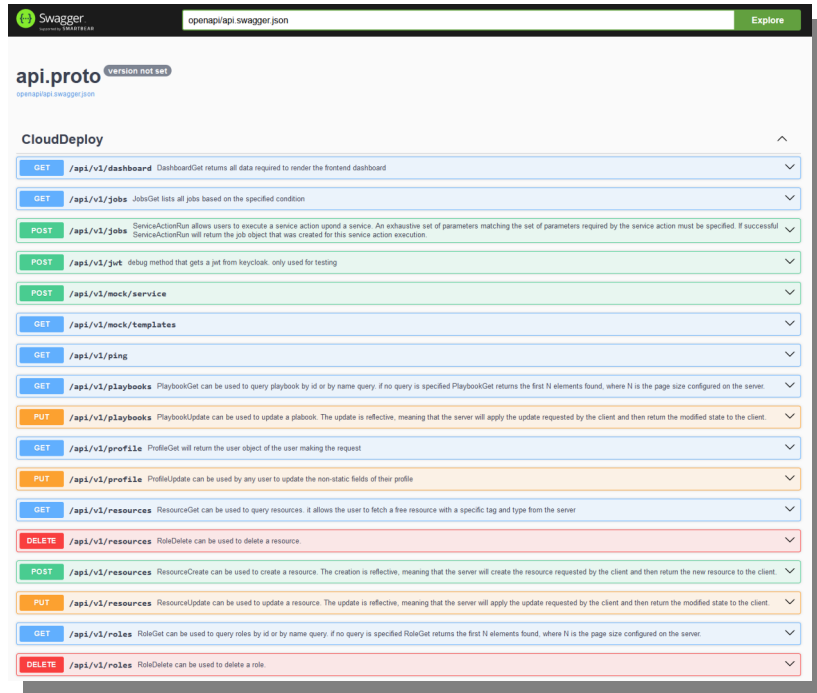 Swagger.
Supported by SMARTBEAR
openapi/api.swagger.json
Explore
api.proto version not set
openapi/api.swagger.json
CloudDeploy
GET /api/v1/dashboard DashboardGet returns all data required to render the frontend dashboard
GET /api/v1/jobs JobsGet lists all jobs based on the specified condition
POST /api/v1/jobs ServiceActionRun allows users to execute a service action upond a service. An exhaustive set of parameters matching the set of parameters required by the service action must be specified. If successful
ServiceActionRun will return the job object that was created for this service action execution.
POST /api/v1/jwt debug method that gets a jwt from keycloak. only used for testing
POST /api/v1/mock/service
GET /api/v1/mock/templates
GET /api/v1/ping
GET /api/v1/playbooks PlaybookGet can be used to query playbook by id or by name query. if no query is specified PlaybookGet returns the first N elements found, where N is the page size configured on the server.
PUT /api/v1/playbooks PlaybookUpdate can be used to update a plabook. The update is reflective, meaning that the server will apply the update requested by the client and then return the modified state to the client.
GET /api/v1/profile ProfileGet will return the user object of the user making the request
PUT /api/v1/profile ProfileUpdate can be used by any user to update the non-static fields of their profile
GET /api/v1/resources ResourceGet can be used to query resources. it allows the user to fetch a free resource with a specific tag and type from the server
DELETE /api/v1/resources RoleDelete can be used to delete a resource.
POST /api/v1/resources ResourceCreate can be used to create a resource. The creation is reflective, meaning that the server will create the resource requested by the client and then return the new resource to the client.
PUT /api/v1/resources ResourceUpdate can be used to update a resource. The update is reflective, meaning that the server will apply the update requested by the client and then return the modified state to the client.
GET /api/v1/roles RoleGet can be used to query roles by id or by name query. if no query is specified RoleGet returns the first N elements found, where N is the page size configured on the server.
DELETE /api/v1/roles RoleDelete can be used to delete a role.